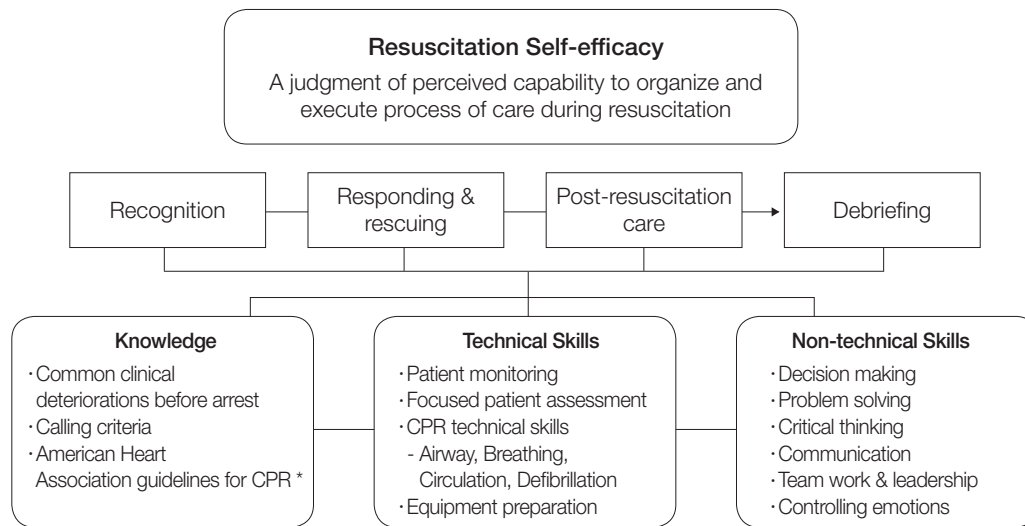 Resuscitation Self-efficacy
A judgment of perceived capability to organize and
execute process of care during resuscitation
Recognition
Responding &
rescuing
Post-resuscitation
care
Debriefing
Knowledge
·Common clinical
deteriorations before arrest
·Calling criteria
·American Heart
Association guidelines for CPR *
Technical Skills
·Patient monitoring
·Focused patient assessment
·CPR technical skills
- Airway, Breathing,
Circulation, Defibrillation
·Equipment preparation
Non-technical Skills
·Decision making
·Problem solving
·Critical thinking
·Communication
·Team work & leadership
·Controlling emotions